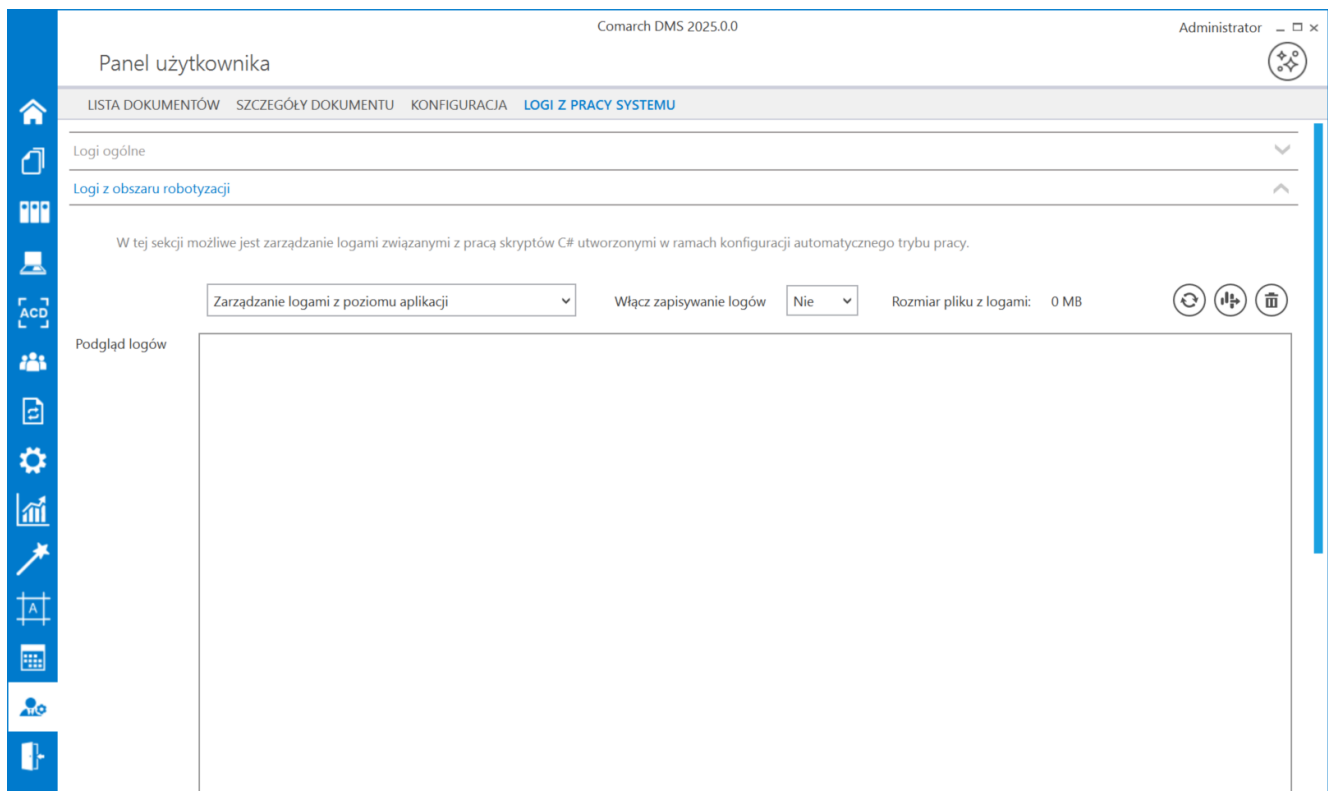 Comarch DMS 2025.0.0
Administrator
Panel użytkownika
LISTA DOKUMENTÓW SZCZEGÓŁY DOKUMENTU KONFIGURACJA LOGI Z PRACY SYSTEMU
Logi ogólne
Logi z obszaru robotyzacji
W tej sekcji możliwe jest zarządzanie logami związanymi z pracą skryptów C# utworzonymi w ramach konfiguracji automatycznego trybu pracy.
Zarządzanie logami z poziomu aplikacji Włącz zapisywanie logów Nie Rozmiar pliku z logami: 0 MB
Podgląd logów
ACD
A